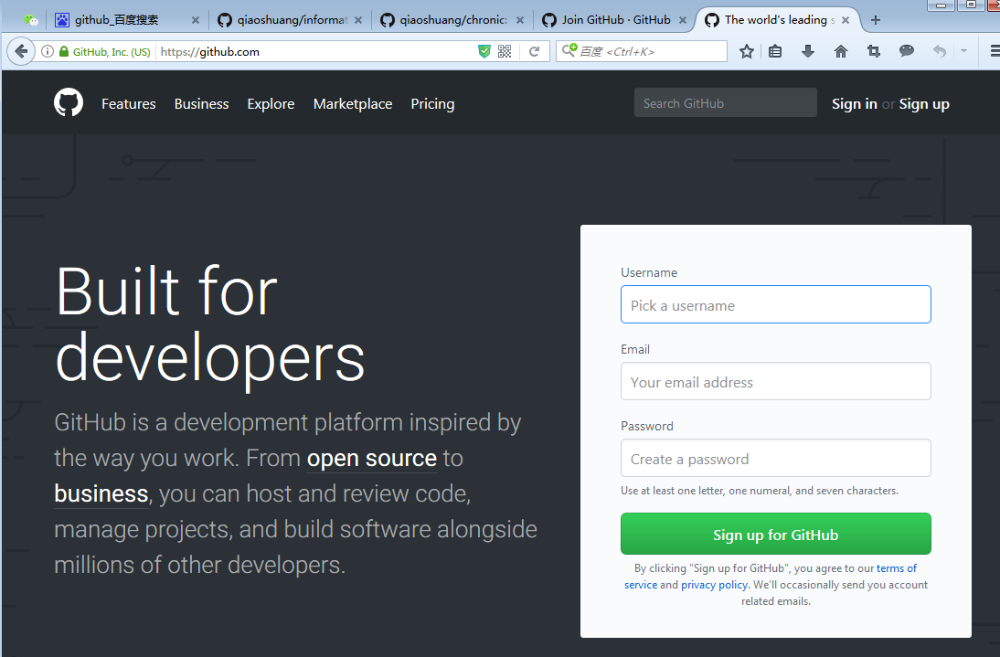 github_百度搜索
qiaoshuang/informat
qiaoshuang/chronic:
Join GitHub · GitHub
The world's leading s
GitHub, Inc. (US)
https://github.com
百度 <Ctrl+K>
Features
Business
Explore
Marketplace
Pricing
Search GitHub
Sign in or Sign up
Built for
developers
GitHub is a development platform inspired by
the way you work. From open source to
business, you can host and review code,
manage projects, and build software alongside
millions of other developers.
Username
Pick a username
Email
Your email address
Password
Create a password
Use at least one letter, one numeral, and seven characters.
Sign up for GitHub
By clicking "Sign up for GitHub", you agree to our terms of
service and privacy policy. We'll occasionally send you account
related emails.